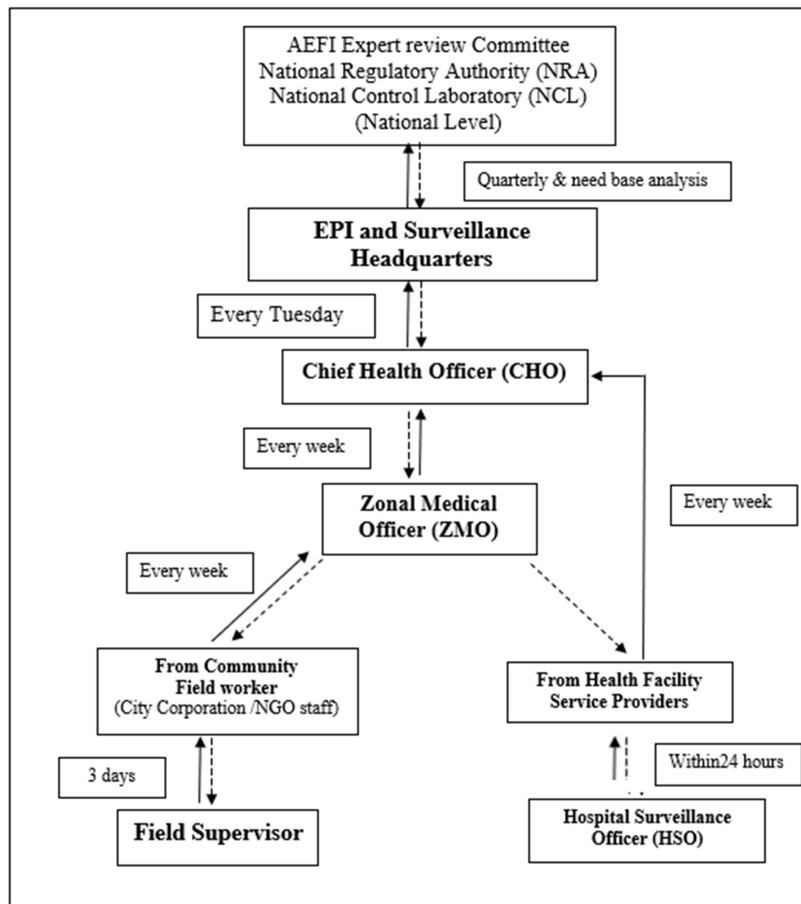 AEFI Expert review Committee
National Regulatory Authority (NRA)
National Control Laboratory (NCL)
(National Level)
Quarterly & need base analysis
EPI and Surveillance
Headquarters
Every Tuesday
Chief Health Officer (CHO)
Every week
Zonal Medical
Officer (ZMO)
Every week
Every week
From Community
Field worker
(City Corporation /NGO staff)
From Health Facility
Service Providers
3 days
Within24 hours
Field Supervisor
Hospital Surveillance
Officer (HSO)